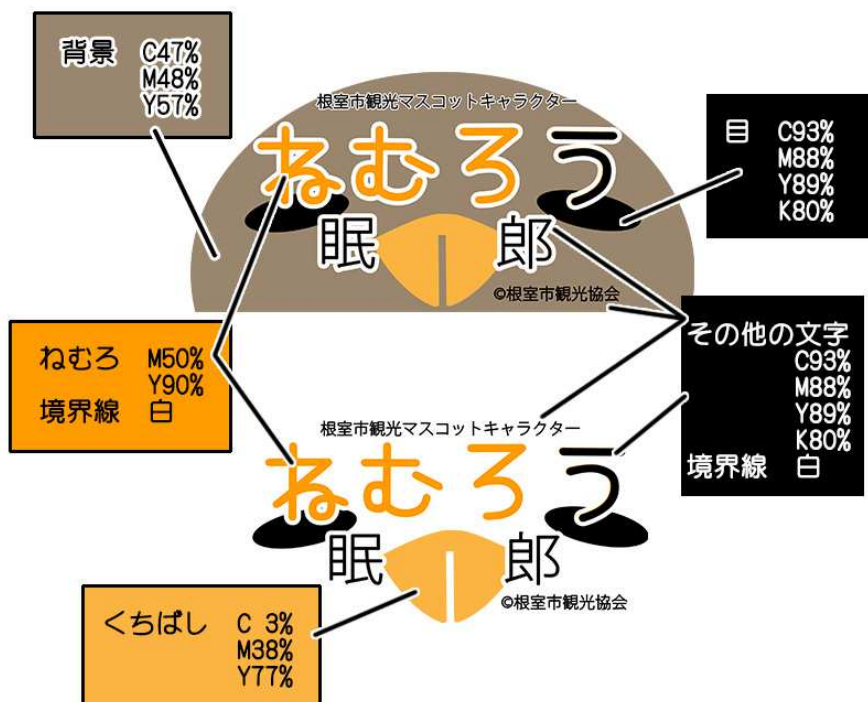 背景 C47%
M48%
Y57%
根室市観光マスコットキャラクター
ねむろう
眠 郎
©根室市観光協会
目 C93%
M88%
Y89%
K80%
ねむろ M50%
Y90%
境界線 白
その他の文字
C93%
M88%
Y89%
K80%
境界線 白
根室市観光マスコットキャラクター
ねむろう
眠 郎
©根室市観光協会
くちばし C 3%
M38%
Y77%